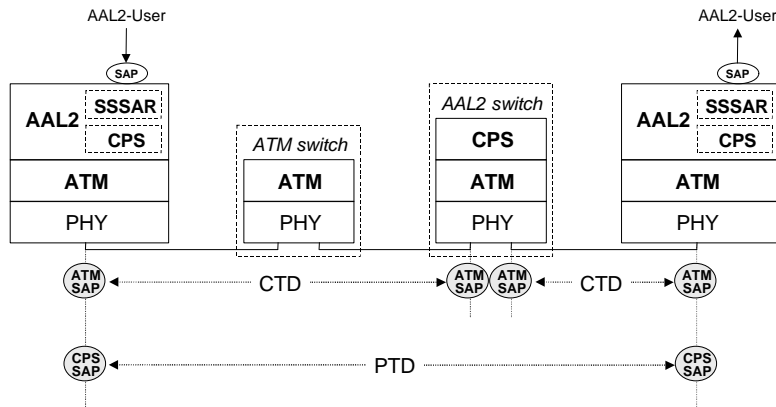 AAL2-User
AAL2-User
SAP
SAP
SSSAR
AAL2
CPS
ATM
PHY
ATM switch
ATM
PHY
AAL2 switch
CPS
ATM
PHY
SSSAR
AAL2
CPS
ATM
PHY
ATM
SAP
CTD
ATM
SAP
ATM
SAP
CTD
ATM
SAP
CPS
SAP
PTD
CPS
SAP